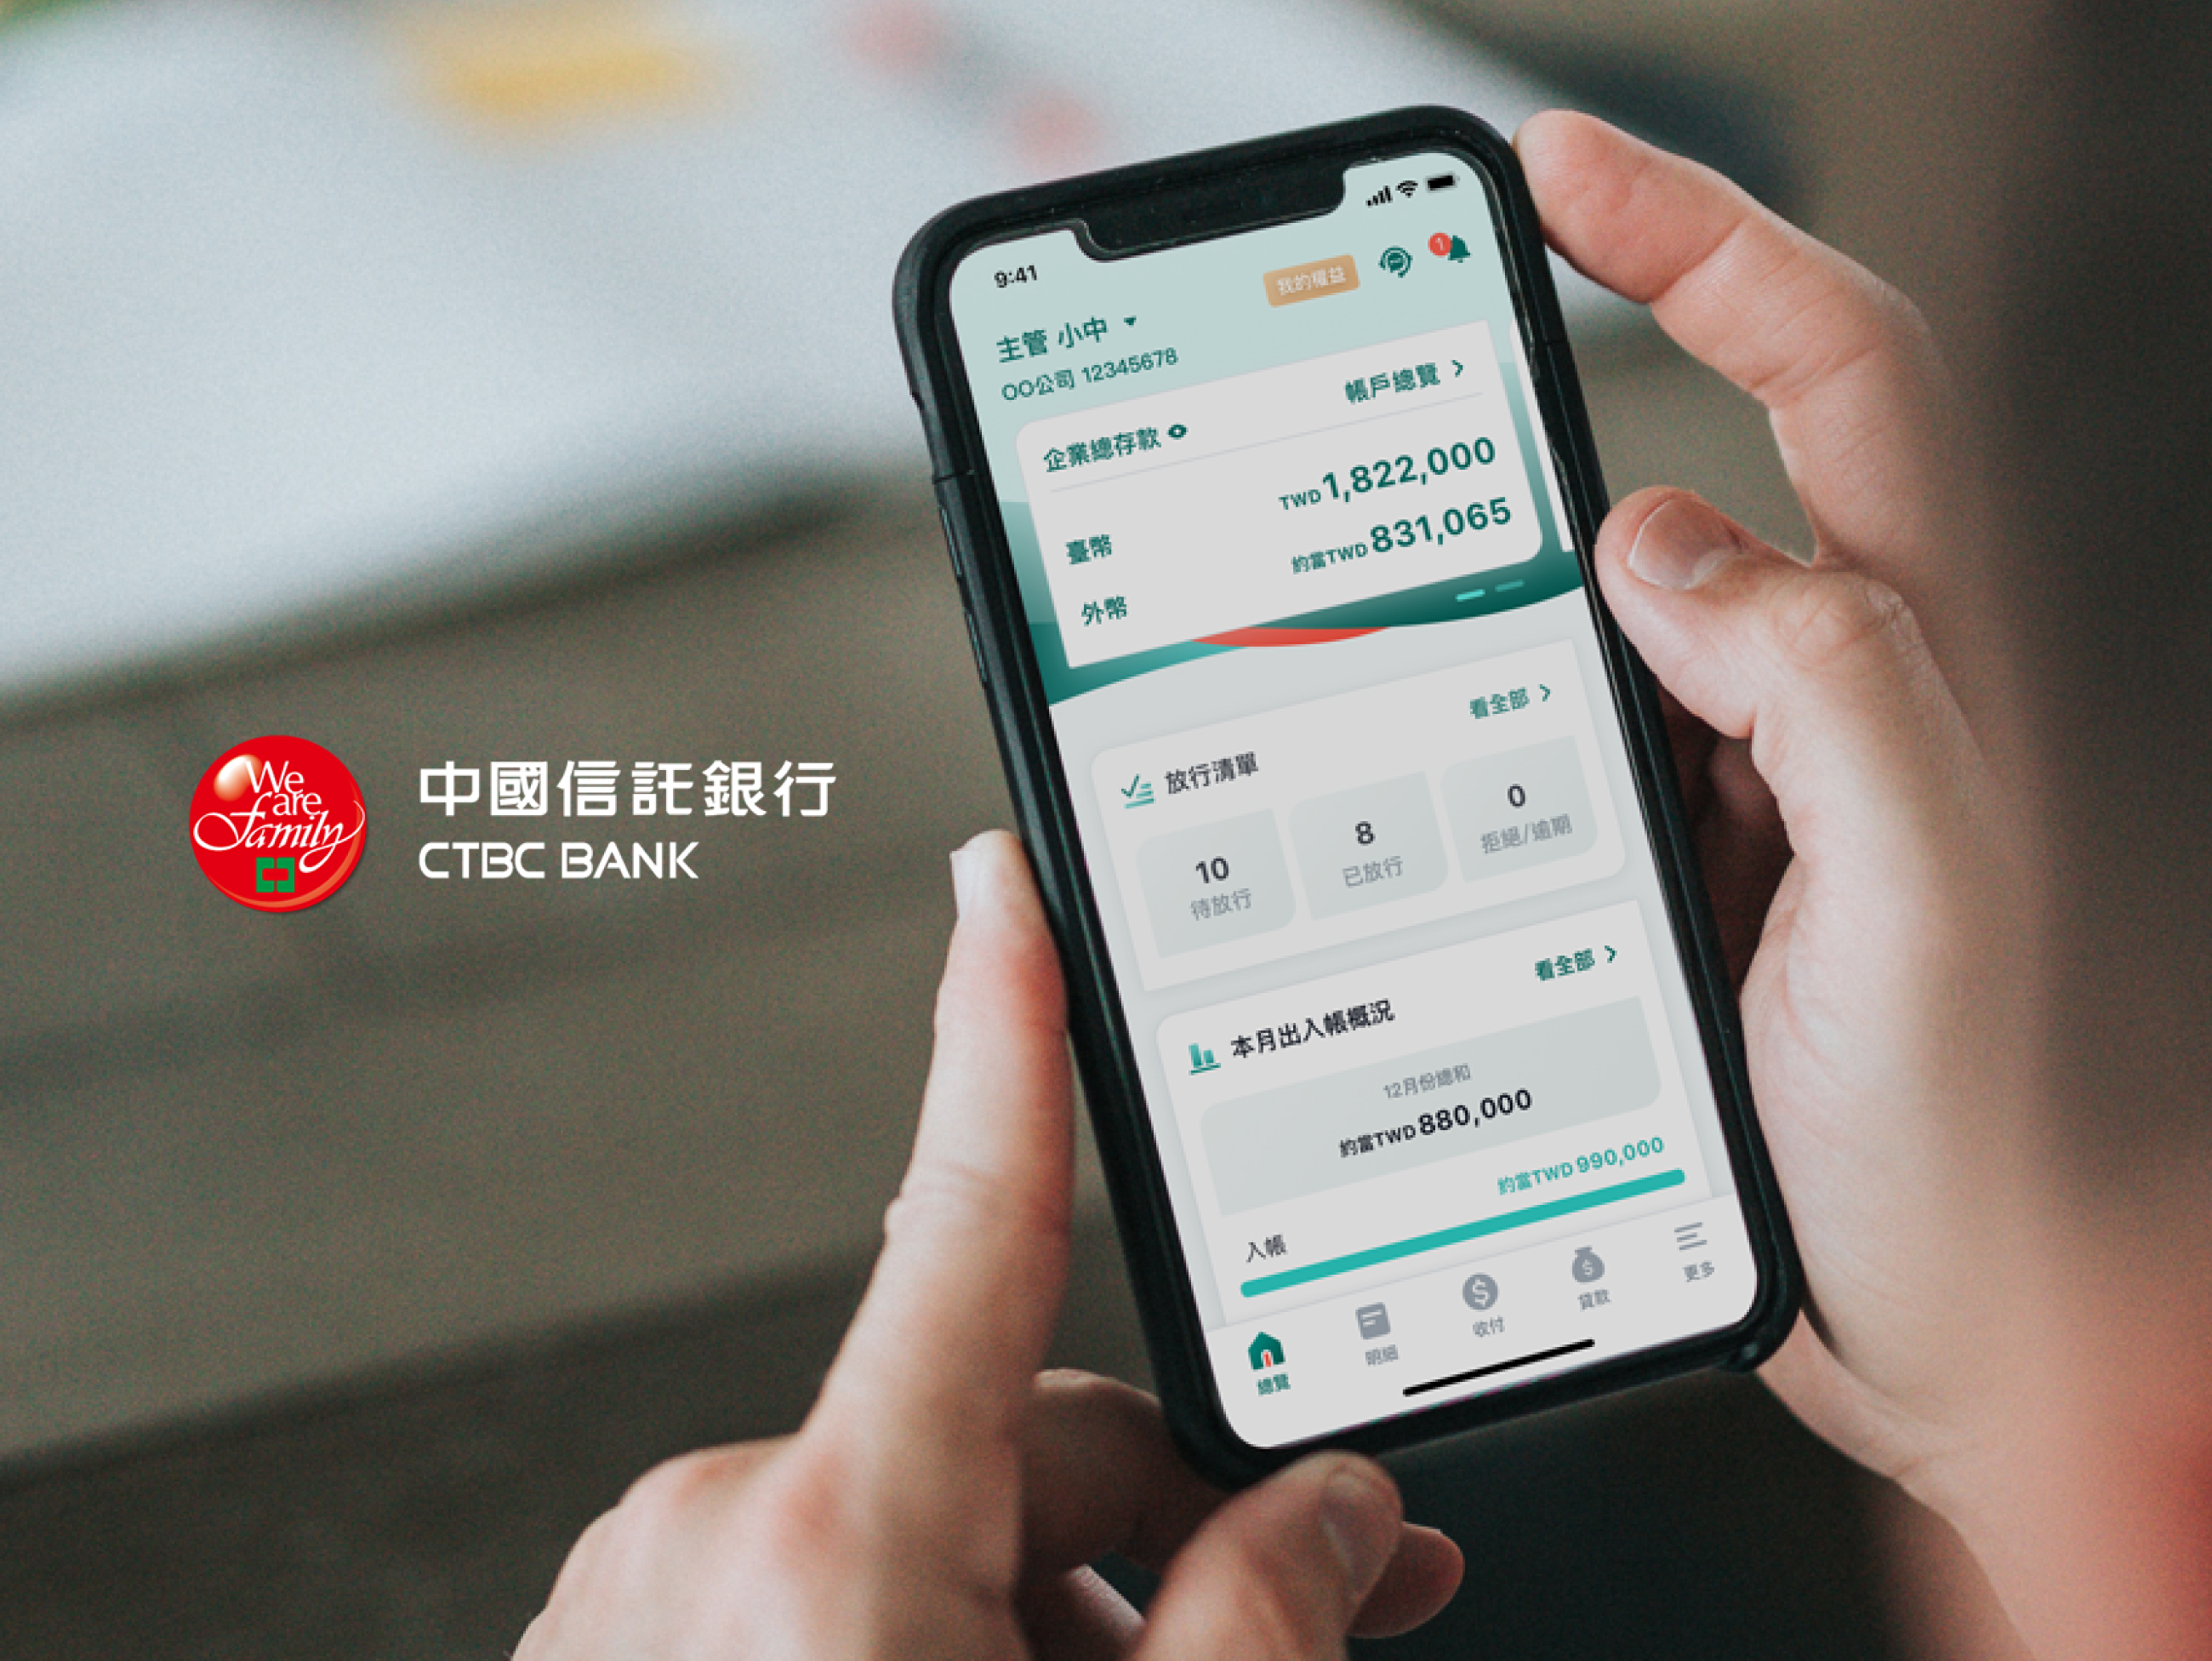 We
are
Family
中國信託銀行
CTBC BANK
9:41
我的權益
1
主管 小中
OO公司 12345678
企業總存款
帳戶總覽
臺幣
TWD 1,822,000
外幣
約當TWD 831,065
放行清單
看全部
10
待放行
8
已放行
0
拒絕/逾期
本月出入帳概況
看全部
12月份總和
約當TWD 880,000
約當TWD 990,000
入帳
總覽
明細
收付
貸款
更多